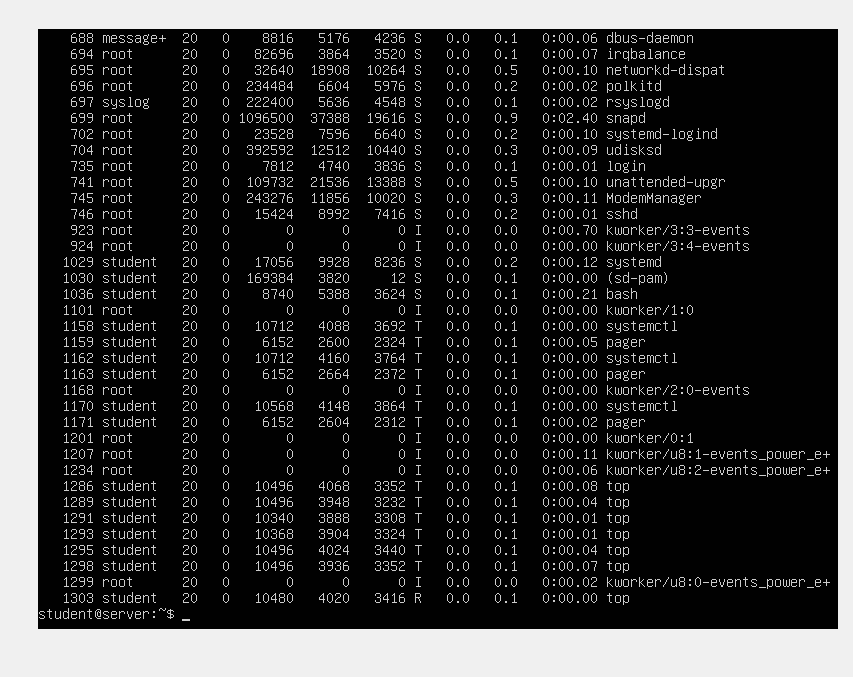 688 message+ 20 0 8816 5176 4236 S 0.0 0.1 0:00.06 dbus-daemon
694 root 20 0 82696 3864 3520 S 0.0 0.1 0:00.07 irqbalance
695 root 20 0 32640 18908 10264 S 0.0 0.5 0:00.10 networkd-dispat
696 root 20 0 234484 6604 5976 S 0.0 0.2 0:00.02 polkitd
697 syslog 20 0 222400 5636 4548 S 0.0 0.1 0:00.02 rsyslogd
699 root 20 0 1096500 37388 19616 S 0.0 0.9 0:02.40 snapd
702 root 20 0 23528 7596 6640 S 0.0 0.2 0:00.10 systemd-logind
704 root 20 0 392592 12512 10440 S 0.0 0.3 0:00.09 udisksd
735 root 20 0 7812 4740 3836 S 0.0 0.1 0:00.01 login
741 root 20 0 109732 21536 13388 S 0.0 0.5 0:00.10 unattended-upgr
745 root 20 0 243276 11856 10020 S 0.0 0.3 0:00.11 ModemManager
746 root 20 0 15424 8992 7416 S 0.0 0.2 0:00.01 sshd
923 root 20 0 0 0 0 I 0.0 0.0 0:00.70 kworker/3:3-events
924 root 20 0 0 0 0 I 0.0 0.0 0:00.00 kworker/3:4-events
1029 student 20 0 17056 9928 8236 S 0.0 0.2 0:00.12 systemd
1030 student 20 0 169384 3820 12 S 0.0 0.1 0:00.00 (sd-pam)
1036 student 20 0 8740 5388 3624 S 0.0 0.1 0:00.21 bash
1101 root 20 0 0 0 0 I 0.0 0.0 0:00.00 kworker/1:0
1158 student 20 0 10712 4088 3692 T 0.0 0.1 0:00.00 systemctl
1159 student 20 0 6152 2600 2324 T 0.0 0.1 0:00.05 pager
1162 student 20 0 10712 4160 3764 T 0.0 0.1 0:00.00 systemctl
1163 student 20 0 6152 2664 2372 T 0.0 0.1 0:00.00 pager
1168 root 20 0 0 0 0 I 0.0 0.0 0:00.00 kworker/2:0-events
1170 student 20 0 10568 4148 3864 T 0.0 0.1 0:00.00 systemctl
1171 student 20 0 6152 2604 2312 T 0.0 0.1 0:00.02 pager
1201 root 20 0 0 0 0 I 0.0 0.0 0:00.00 kworker/0:1
1207 root 20 0 0 0 0 I 0.0 0.0 0:00.11 kworker/u8:1-events_power_e+
1234 root 20 0 0 0 0 I 0.0 0.0 0:00.06 kworker/u8:2-events_power_e+
1286 student 20 0 10496 4068 3352 T 0.0 0.1 0:00.08 top
1289 student 20 0 10496 3948 3232 T 0.0 0.1 0:00.04 top
1291 student 20 0 10340 3888 3308 T 0.0 0.1 0:00.01 top
1293 student 20 0 10368 3904 3324 T 0.0 0.1 0:00.01 top
1295 student 20 0 10496 4024 3440 T 0.0 0.1 0:00.04 top
1298 student 20 0 10496 3936 3352 T 0.0 0.1 0:00.07 top
1299 root 20 0 0 0 0 I 0.0 0.0 0:00.02 kworker/u8:0-events_power_e+
1303 student 20 0 10480 4020 3416 R 0.0 0.1 0:00.00 top
student@server:~$ _